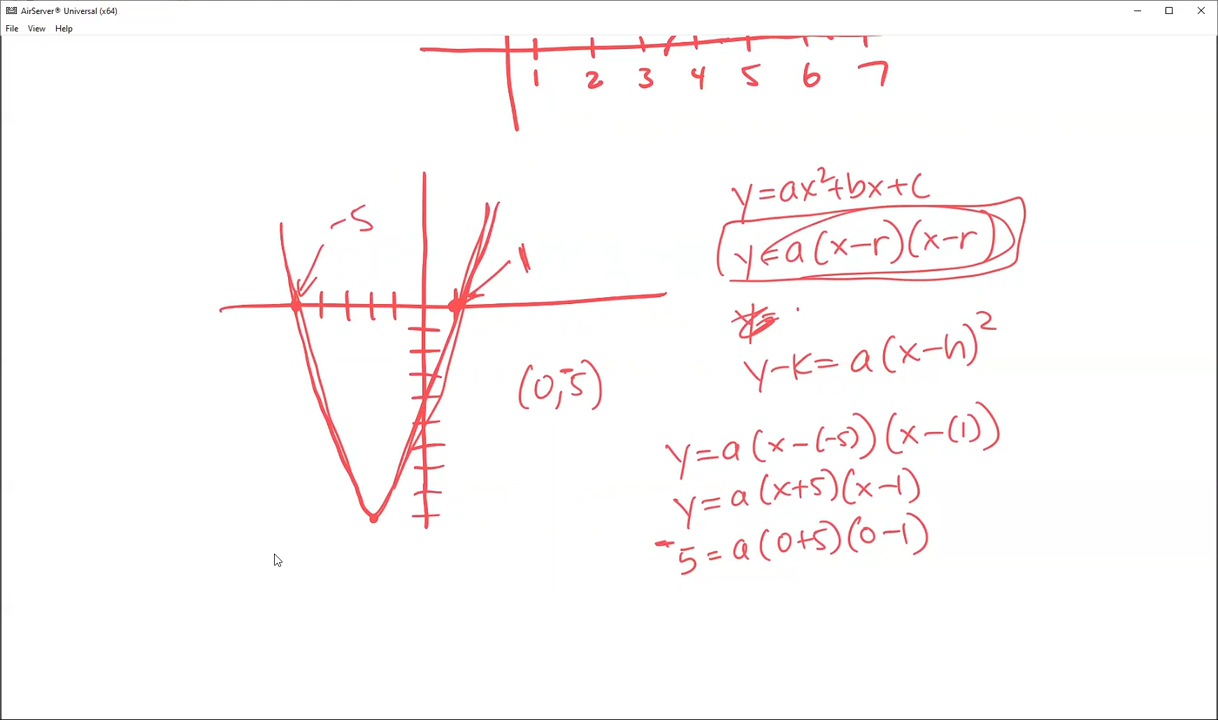 AirServer® Universal (x64)
File View Help
1 2 3 4 5 6 7
y=ax²+bx+c
y=a(x-r)(x-r)
y=
y-k=a(x-h)²
-5
1
(0,-5)
y=a(x-(-5))(x-(1))
y=a(x+5)(x-1)
-5=a(0+5)(0-1)